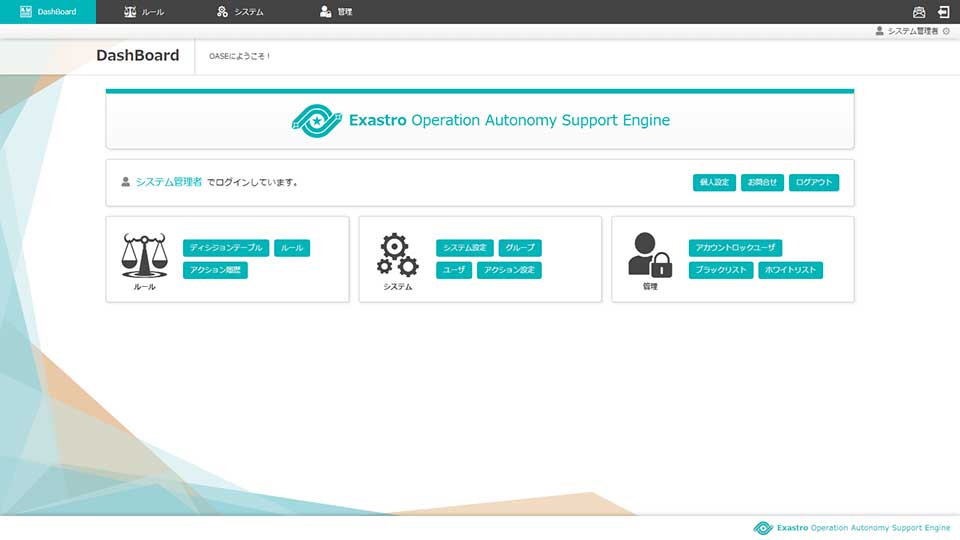 DashBoard ルール システム 管理
システム管理者
DashBoard OASEにようこそ！
Exastro Operation Autonomy Support Engine
システム管理者 でログインしています。 個人設定 お問合せ ログアウト
ディシジョンテーブル ルール
アクション履歴
ルール
システム設定 グループ
ユーザ アクション設定
システム
アカウントロックユーザ
ブラックリスト ホワイトリスト
管理
Exastro Operation Autonomy Support Engine